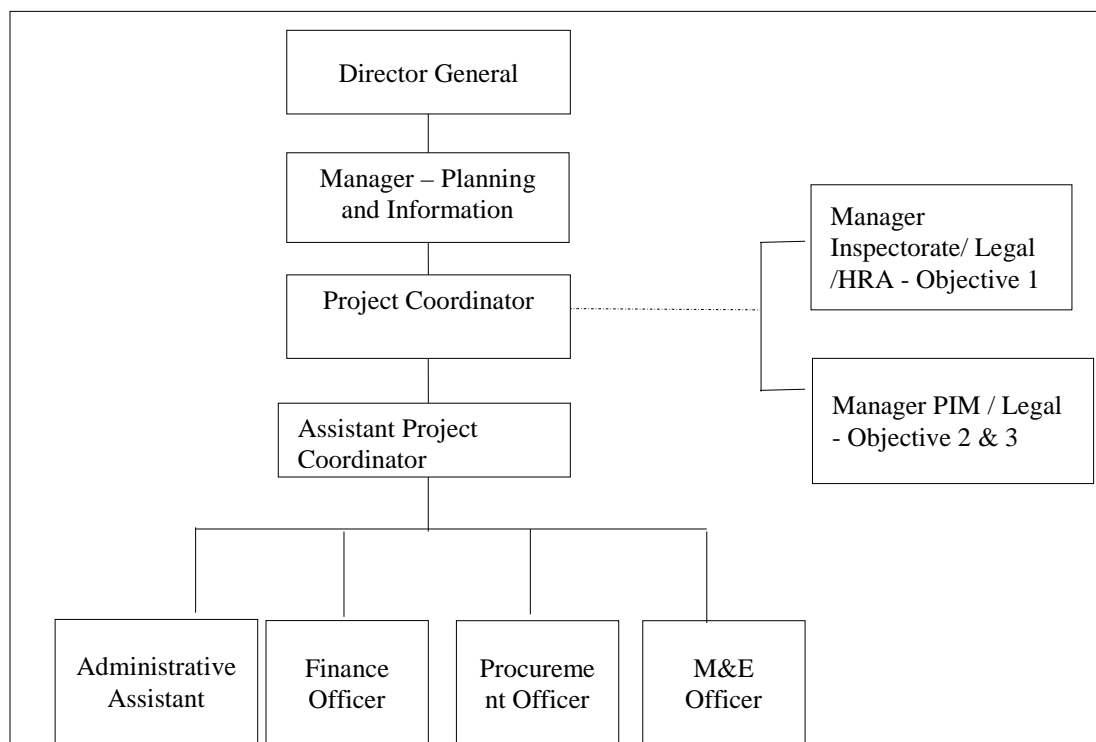 Director General
Manager – Planning
and Information
Project Coordinator
Manager
Inspectorate/ Legal
/HRA - Objective 1
Manager PIM / Legal
- Objective 2 & 3
Assistant Project
Coordinator
Administrative
Assistant
Finance
Officer
Procureme
nt Officer
M&E
Officer